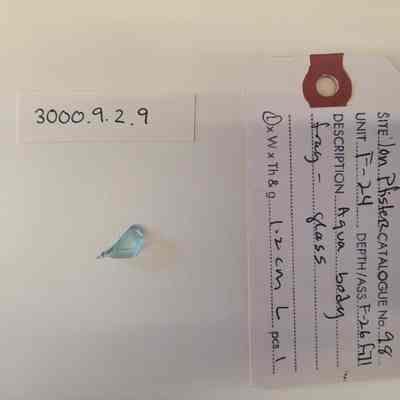 3000.9.2.9
SITE Von Pfister CATALOGUE No. 98
UNIT F-24 DEPTH/ASS. F-26 fill
DESCRIPTION Aqua body
frag - glass
L x W x Th & g 1.2 cm L pcs. 1